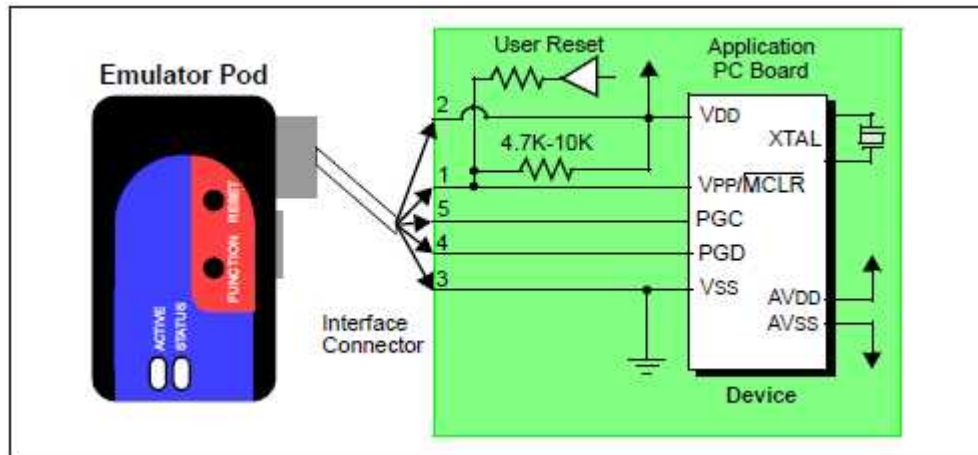 Emulator Pod
RESET
FUNCTION
ACTIVE
STATUS
Interface
Connector
User Reset
Application
PC Board
2
4.7K-10K
1
5
4
3
VDD
XTAL
VPP/MCLR
PGC
PGD
VSS
AVDD
AVSS
Device